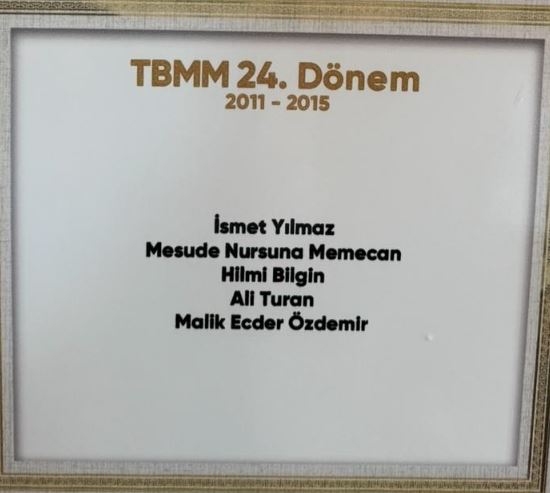 TBMM 24. Dönem
2011 - 2015
İsmet Yılmaz
Mesude Nursuna Memecan
Hilmi Bilgin
Ali Turan
Malik Ecder Özdemir